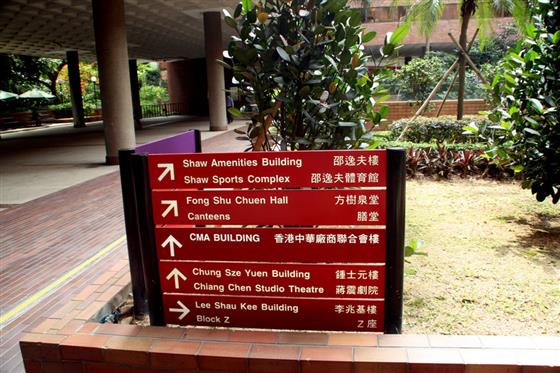 Shaw Amenities Building 邵逸夫樓
Shaw Sports Complex 邵逸夫體育館
Fong Shu Chuen Hall 方樹泉堂
Canteens 膳堂
CMA BUILDING 香港中華廠商聯合會樓
Chung Sze Yuen Building 鍾士元樓
Chiang Chen Studio Theatre 蔣震劇院
Lee Shau Kee Building 李兆基樓
Block Z Z座